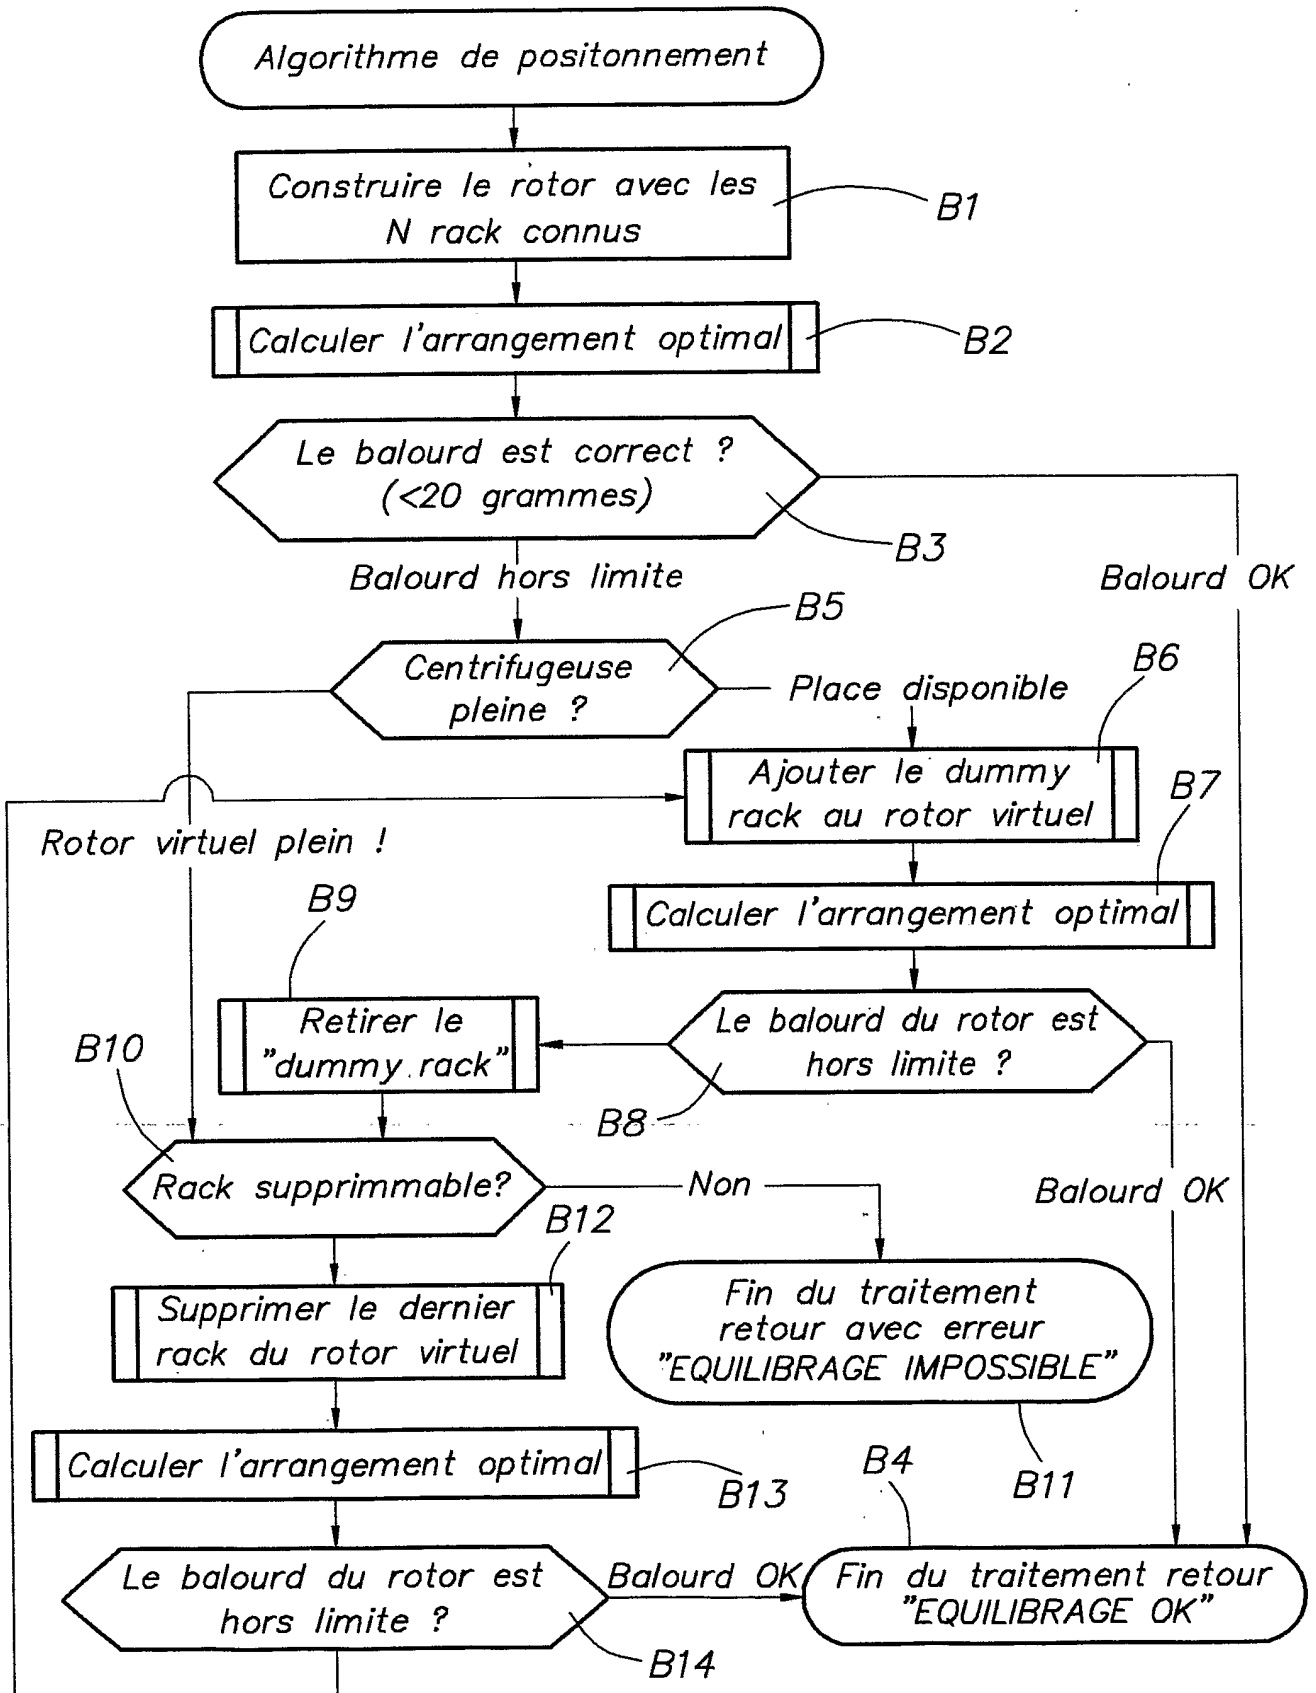 Algorithme de positonnement
Construire le rotor avec les
N rack connus
B1
Calculer l'arrangement optimal
B2
Le balourd est correct ?
(<20 grammes)
B3
Balourd hors limite
Balourd OK
B5
Centrifugeuse
pleine ?
Place disponible
B6
Ajouter le dummy
rack au rotor virtuel
B7
Rotor virtuel plein !
Calculer l'arrangement optimal
B9
Retirer le
"dummy rack"
Le balourd du rotor est
hors limite ?
B8
B10
Rack supprimmable?
Non
Balourd OK
B12
Supprimer le dernier
rack du rotor virtuel
Fin du traitement
retour avec erreur
"EQUILIBRAGE IMPOSSIBLE"
B11
Calculer l'arrangement optimal
B13
B4
Le balourd du rotor est
hors limite ?
Balourd OK
Fin du traitement retour
"EQUILIBRAGE OK"
B14